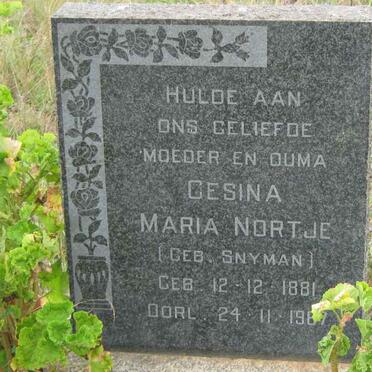 HULDE AAN
ONS GELIEFDE
MOEDER EN OUMA
GESINA
MARIA NORTJE
(GEB. SNYMAN)
GEB. 12-12. 1881
OORL. 24. 11.